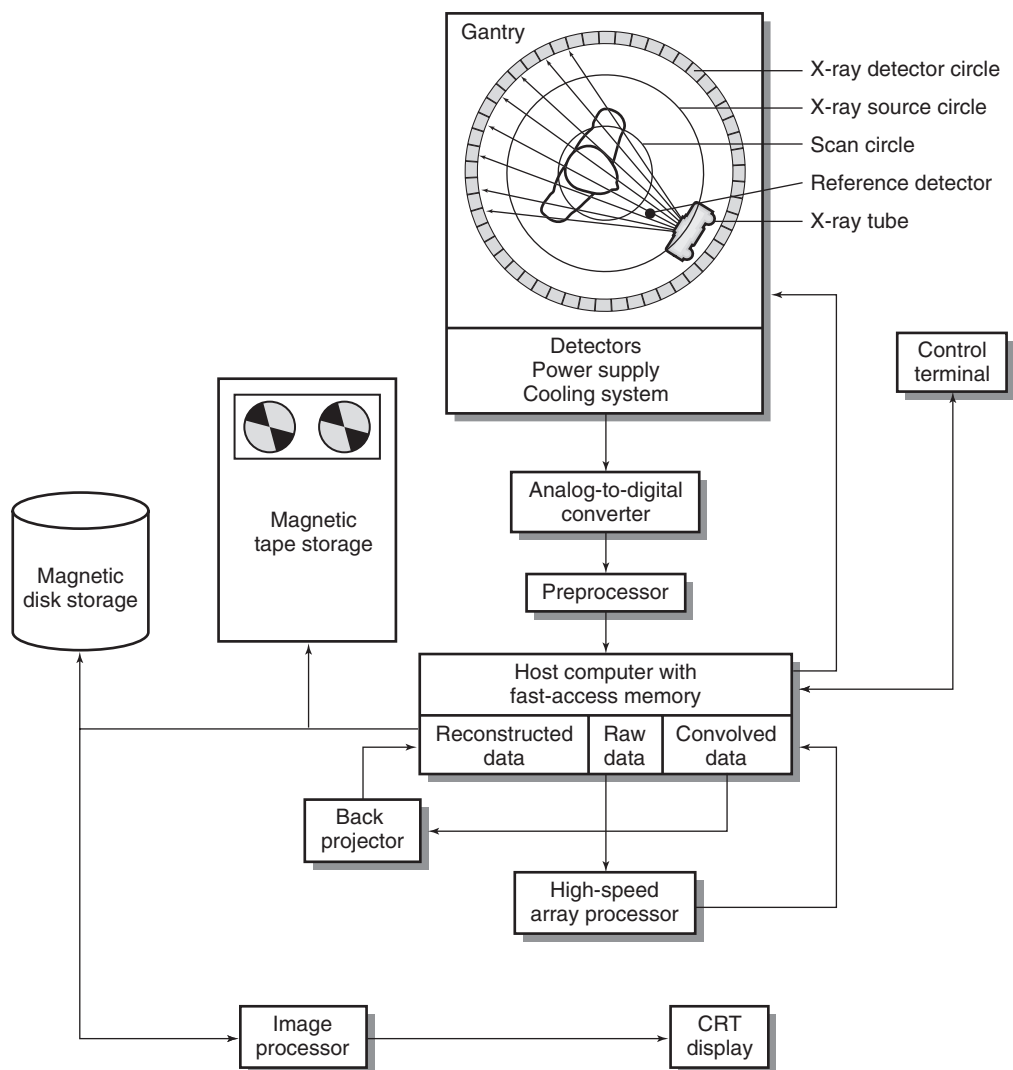 Gantry
X-ray detector circle
X-ray source circle
Scan circle
Reference detector
X-ray tube
Detectors
Power supply
Cooling system
Control
terminal
Analog-to-digital
converter
Magnetic
tape storage
Magnetic
disk storage
Preprocessor
Host computer with
fast-access memory
Reconstructed
data
Raw
data
Convolved
data
Back
projector
High-speed
array processor
Image
processor
CRT
display